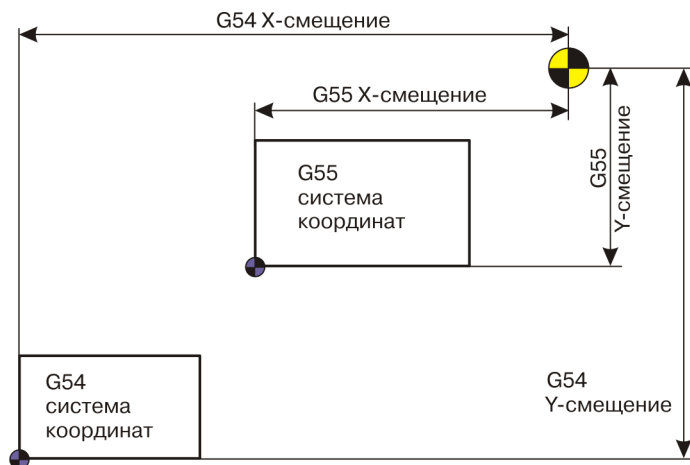 G54 X-смещение
G55 X-смещение
G55
Y-смещение
G55
система
координат
G54
Y-смещение
G54
система
координат